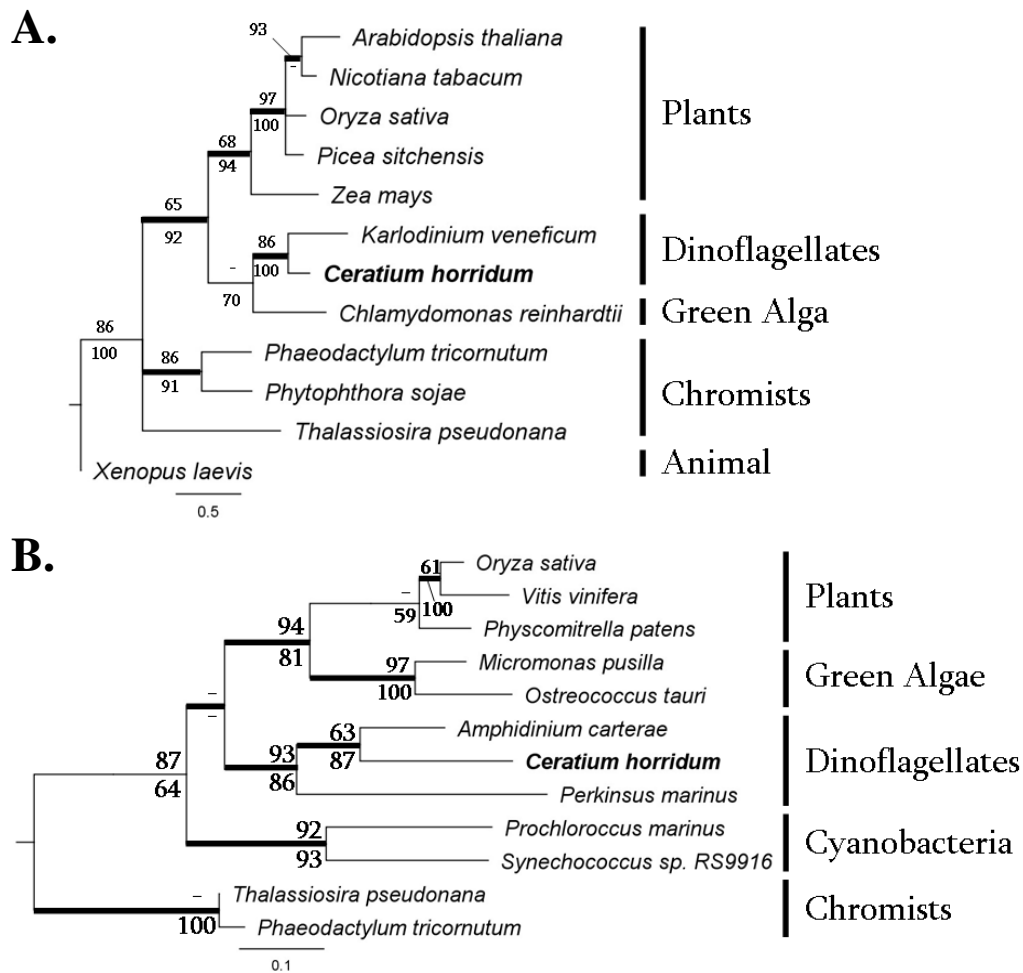 A.
93
Arabidopsis thaliana
–
Nicotiana tabacum
97
Oryza sativa
100
Plants
68
Picea sitchensis
94
Zea mays
65
86
Karlodinium veneficum
92
–
100
Ceratium horridum
Dinoflagellates
70
Chlamydomonas reinhardtii
Green Alga
86
86
Phaeodactylum tricornutum
100
91
Phytophthora sojae
Chromists
Thalassiosira pseudonana
Xenopus laevis
Animal
0.5
B.
61
Oryza sativa
–
100
Vitis vinifera
Plants
59
Physcomitrella patens
94
81
97
Micromonas pusilla
100
Ostreococcus tauri
Green Algae
–
–
63
Amphidinium carterae
93
87
Ceratium horridum
Dinoflagellates
86
Perkinsus marinus
87
64
92
Prochloroccus marinus
93
Synechococcus sp. RS9916
Cyanobacteria
–
Thalassiosira pseudonana
100
Phaeodactylum tricornutum
Chromists
0.1